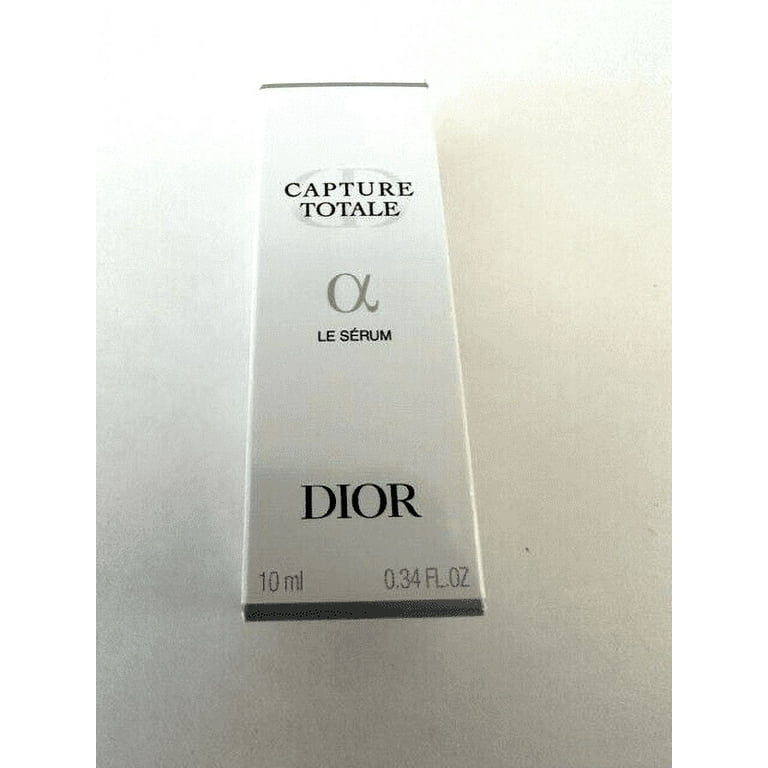 CAPTURE
TOTALE
α
LE SÉRUM
DIOR
10 ml 0.34 FL.OZ